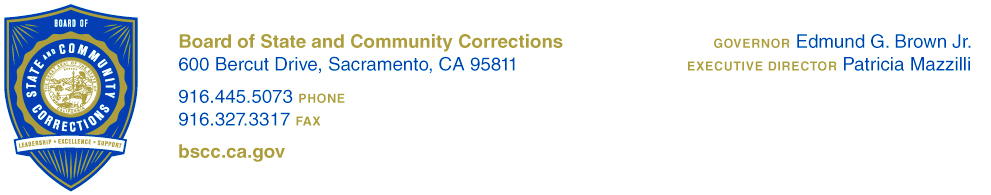 BOARD OF
STATE AND COMMUNITY
CORRECTIONS
LEADERSHIP • EXCELLENCE • SUPPORT
Board of State and Community Corrections
600 Bercut Drive, Sacramento, CA 95811
916.445.5073 PHONE
916.327.3317 FAX
bscc.ca.gov
GOVERNOR Edmund G. Brown Jr.
EXECUTIVE DIRECTOR Patricia Mazzilli